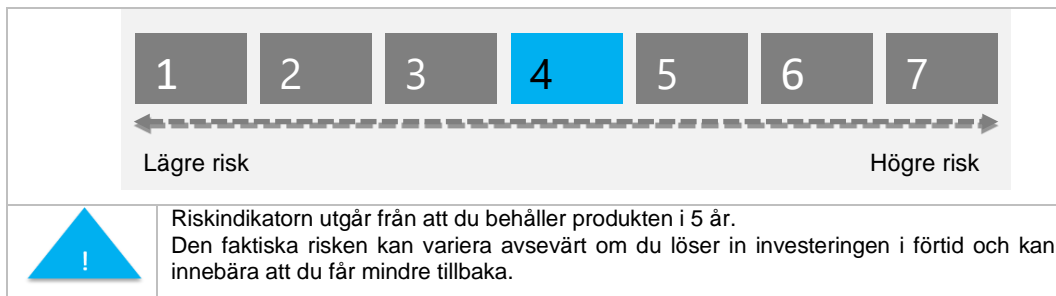 1 2 3 4 5 6 7
Lägre risk Högre risk
Riskindikatorn utgår från att du behåller produkten i 5 år.
Den faktiska risken kan variera avsevärt om du löser in investeringen i förtid och kan
! innebära att du får mindre tillbaka.